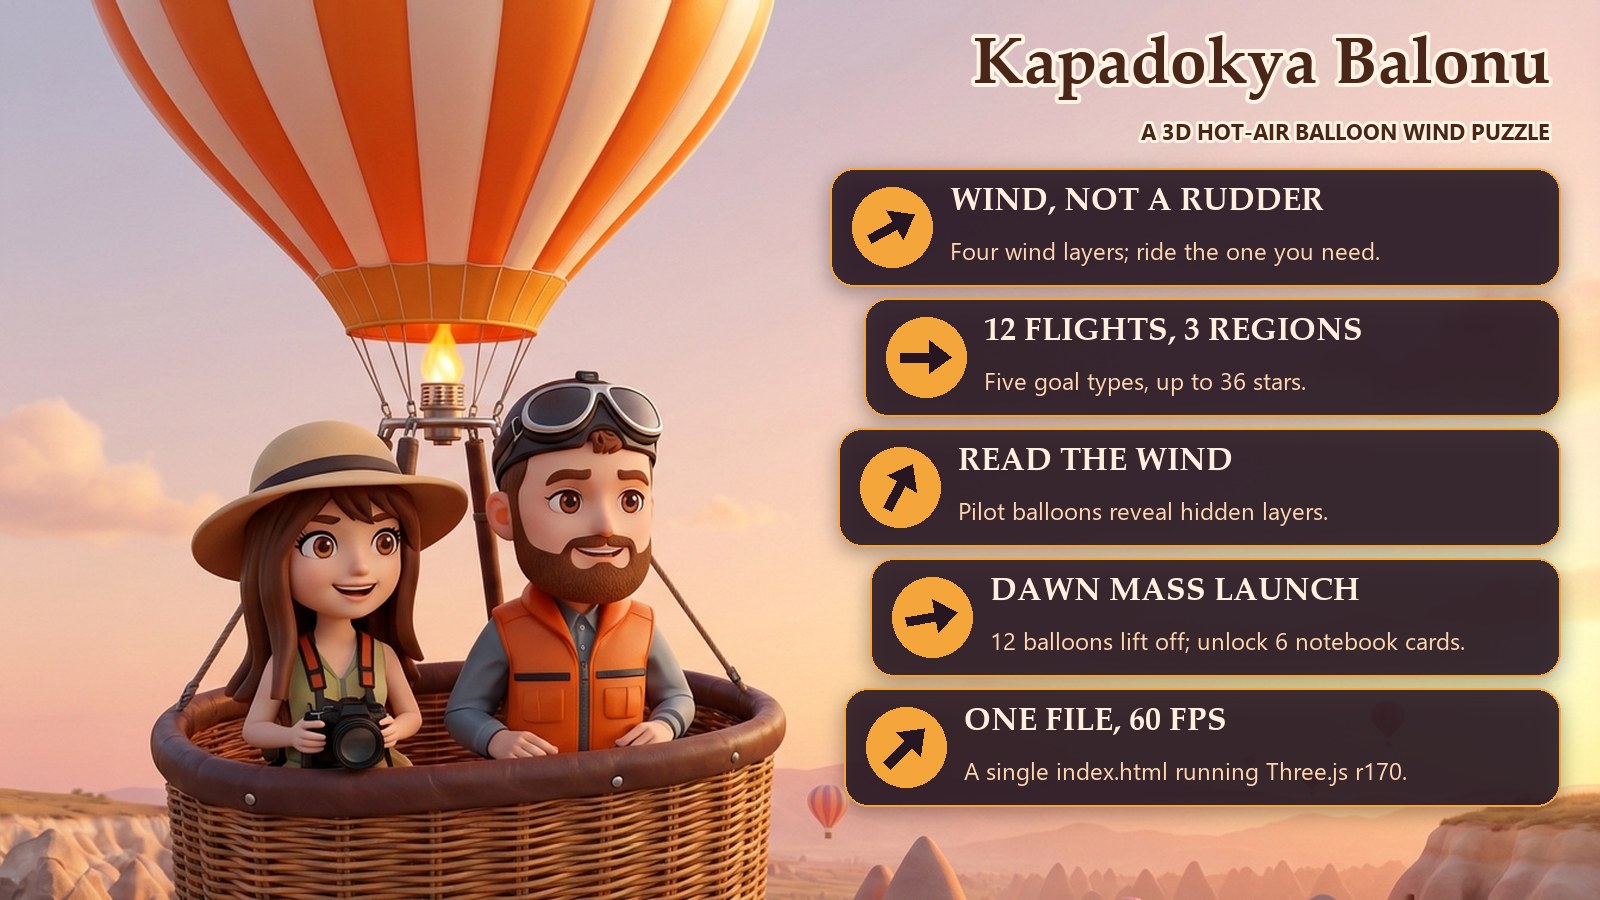 Kapadokya Balonu
A 3D HOT-AIR BALLOON WIND PUZZLE
WIND, NOT A RUDDER
Four wind layers; ride the one you need.
12 FLIGHTS, 3 REGIONS
Five goal types, up to 36 stars.
READ THE WIND
Pilot balloons reveal hidden layers.
DAWN MASS LAUNCH
12 balloons lift off; unlock 6 notebook cards.
ONE FILE, 60 FPS
A single index.html running Three.js r170.